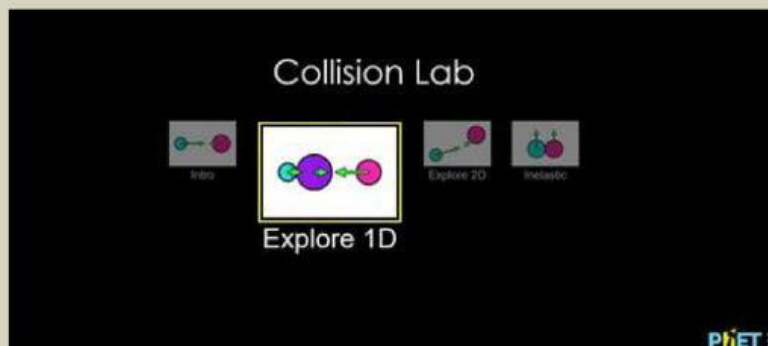 Collision Lab
Intro
Explore 1D
Explore 2D
Inelastic
PhET